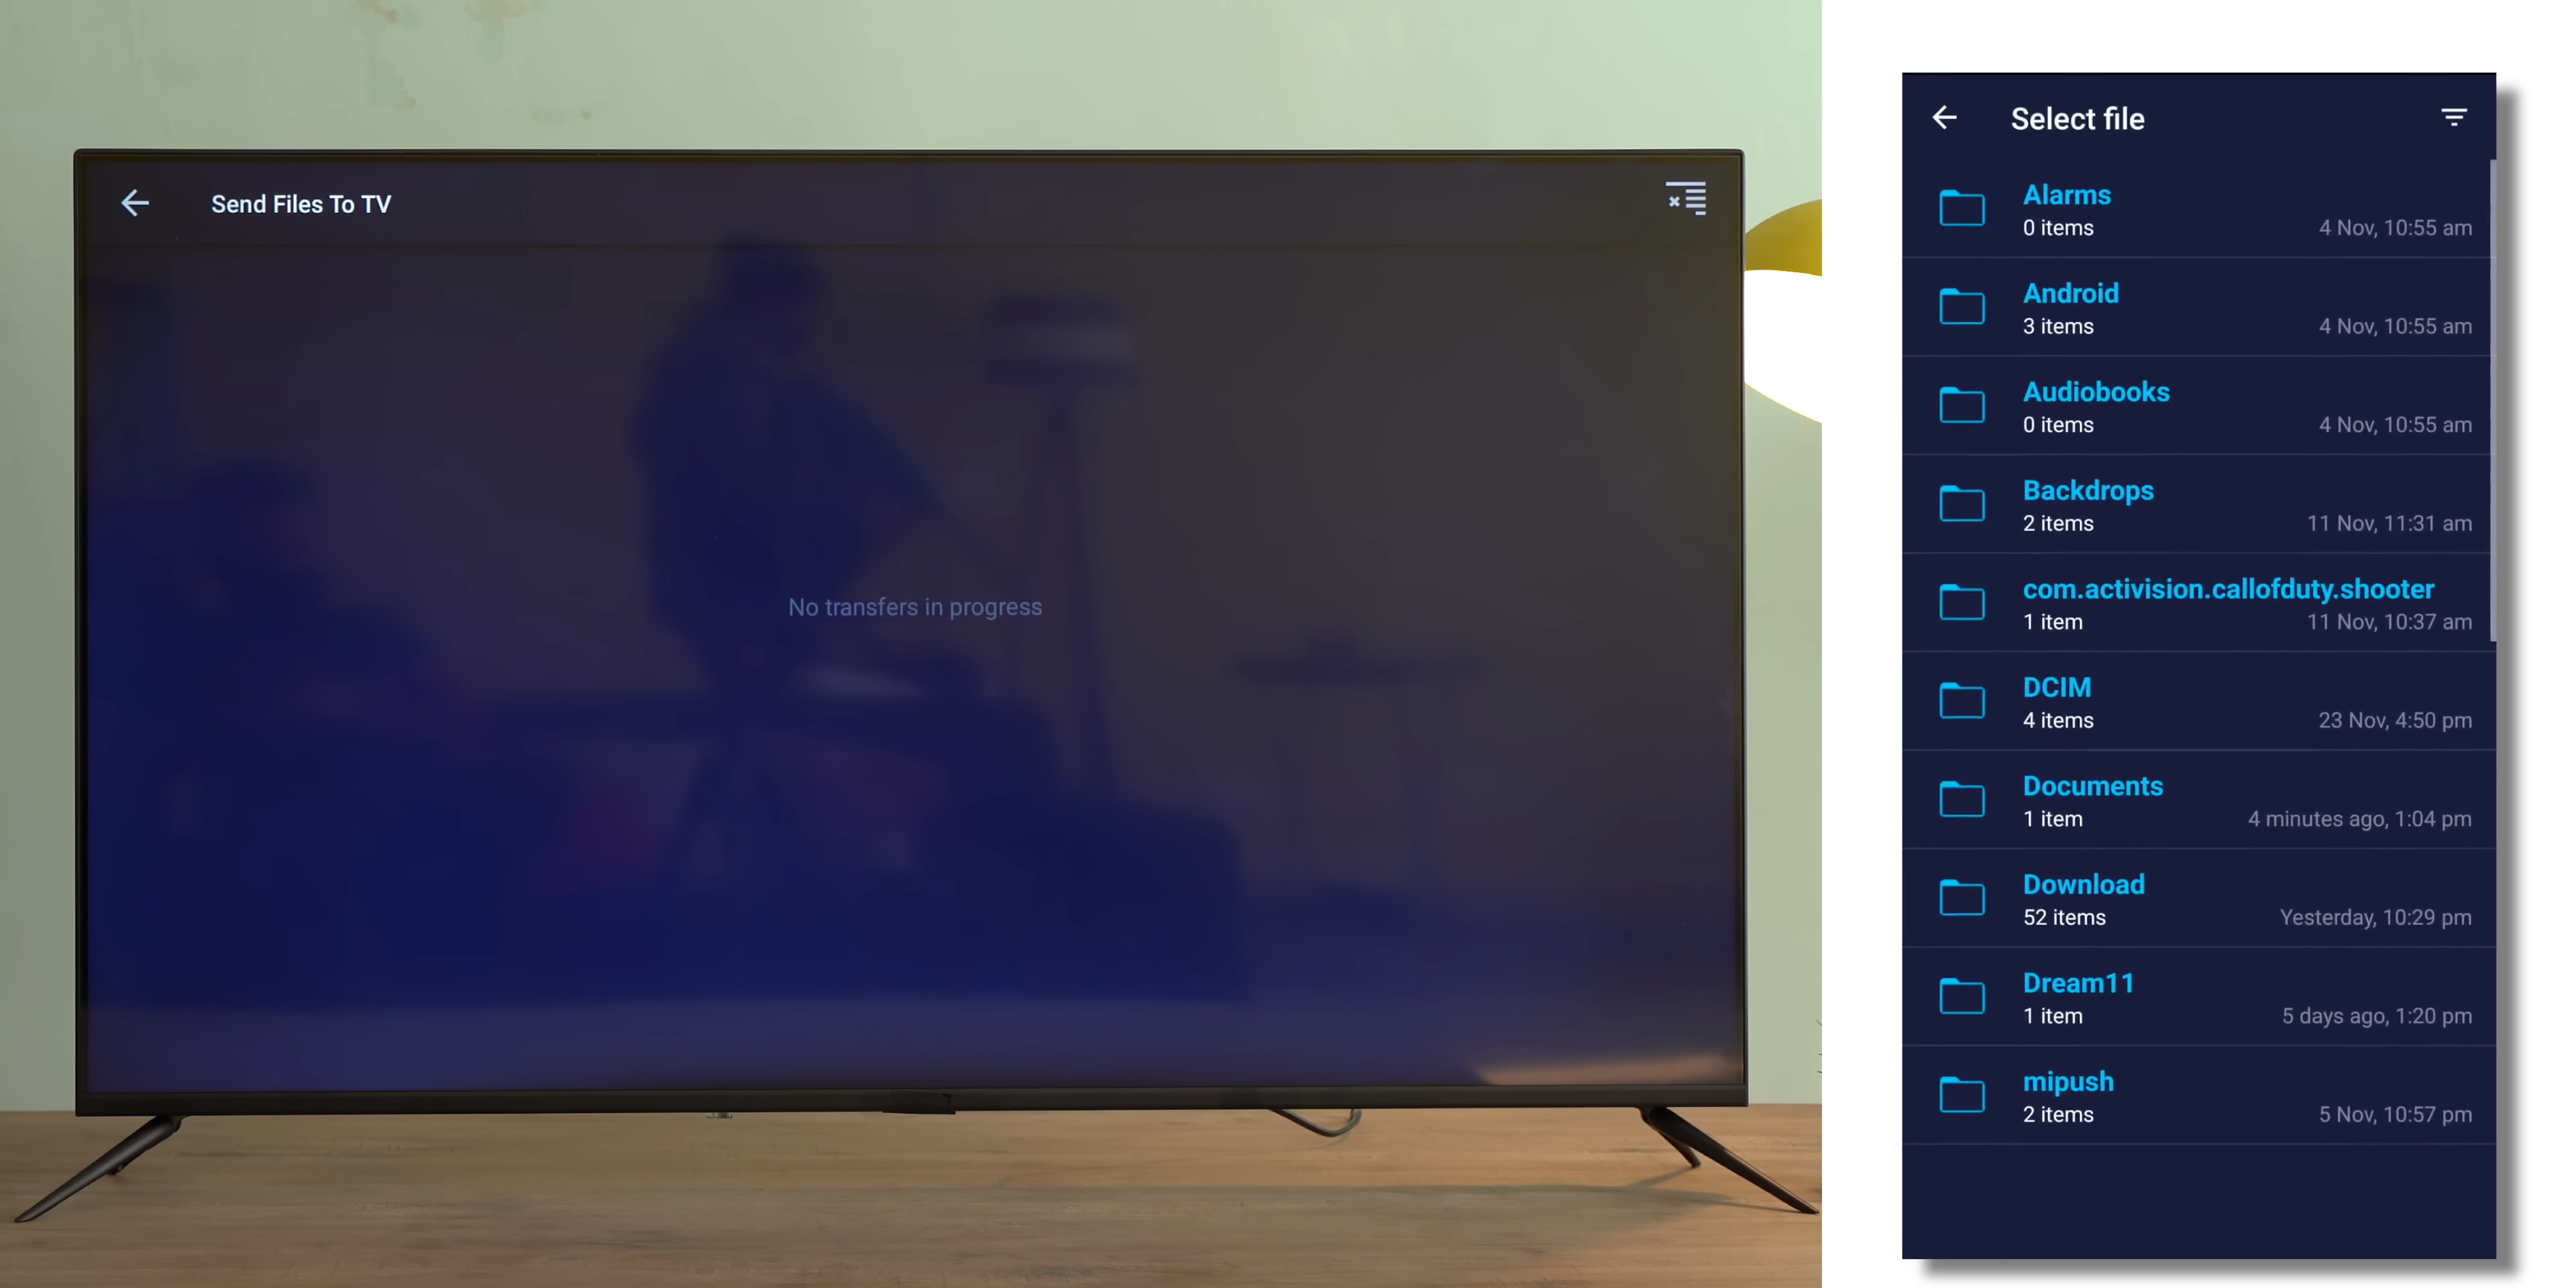 Send Files To TV
No transfers in progress
Select file
Alarms
0 items 4 Nov, 10:55 am
Android
3 items 4 Nov, 10:55 am
Audiobooks
0 items 4 Nov, 10:55 am
Backdrops
2 items 11 Nov, 11:31 am
com.activision.callofduty.shooter
1 item 11 Nov, 10:37 am
DCIM
4 items 23 Nov, 4:50 pm
Documents
1 item 4 minutes ago, 1:04 pm
Download
52 items Yesterday, 10:29 pm
Dream11
1 item 5 days ago, 1:20 pm
mipush
2 items 5 Nov, 10:57 pm